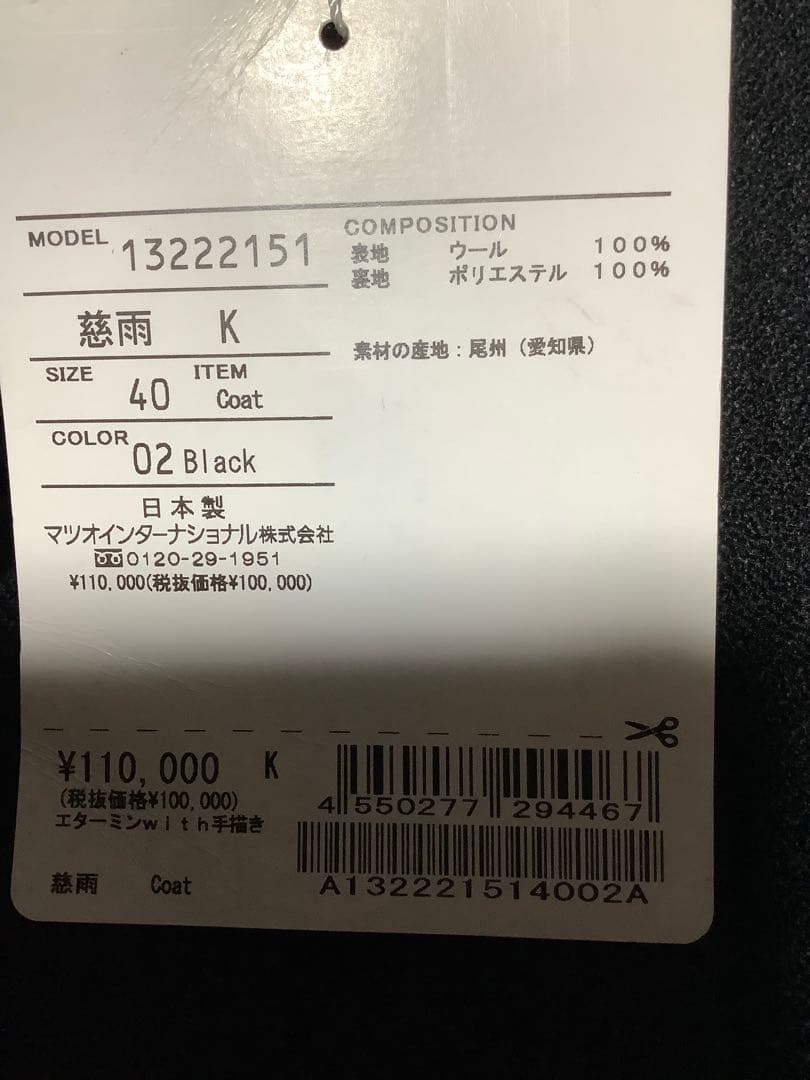 MODEL 13222151
慈雨 K
SIZE 40 ITEM Coat
COLOR 02 Black
日本製
マツオインターナショナル株式会社
0120-29-1951
¥110,000(税抜価格¥100,000)
COMPOSITION
表地 ウール 100%
裏地 ポリエステル 100%
素材の産地：尾州（愛知県）
¥110,000 K
(税抜価格¥100,000)
エターミンwith手描き
慈雨 Coat
4 550277 294467
A132221514002A